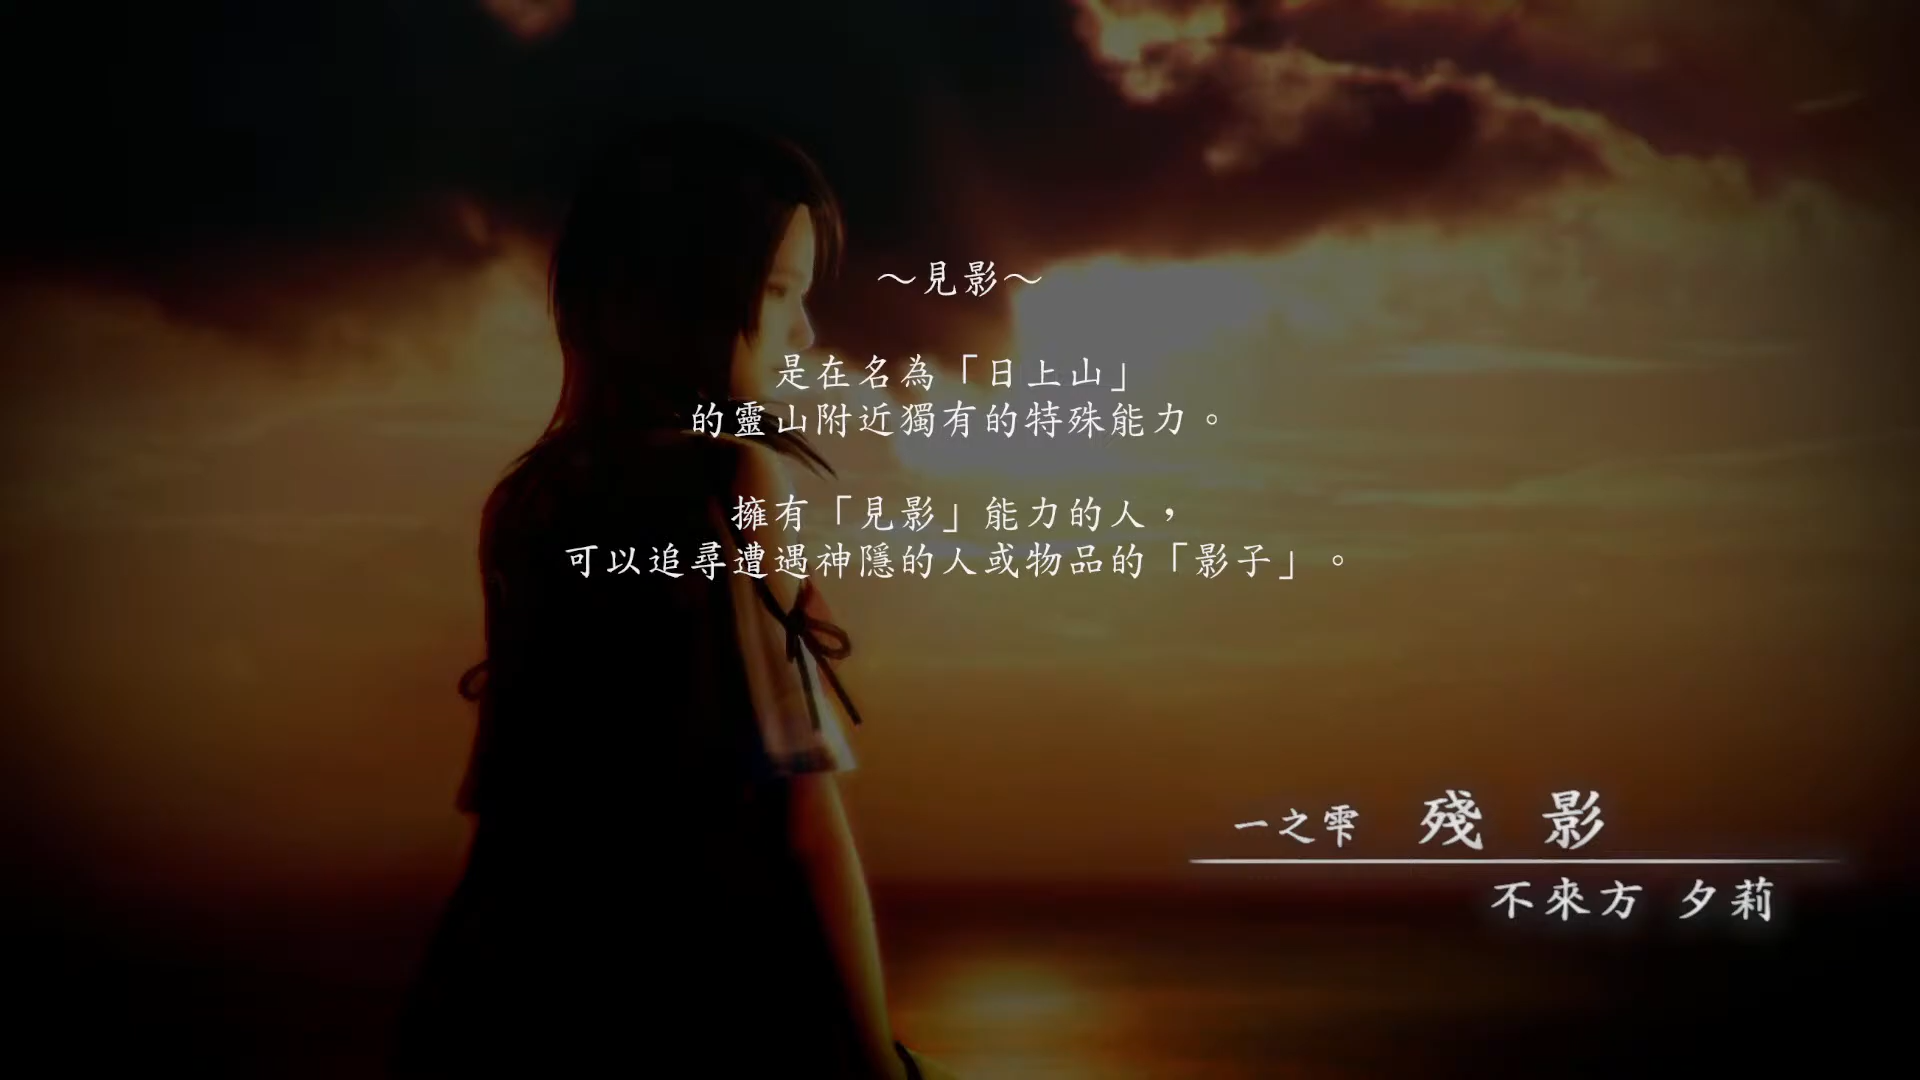 ～見影～
是在名為「日上山」
的靈山附近獨有的特殊能力。
擁有「見影」能力的人，
可以追尋遭遇神隱的人或物品的「影子」。
一之雫 殘 影
不來方 夕莉